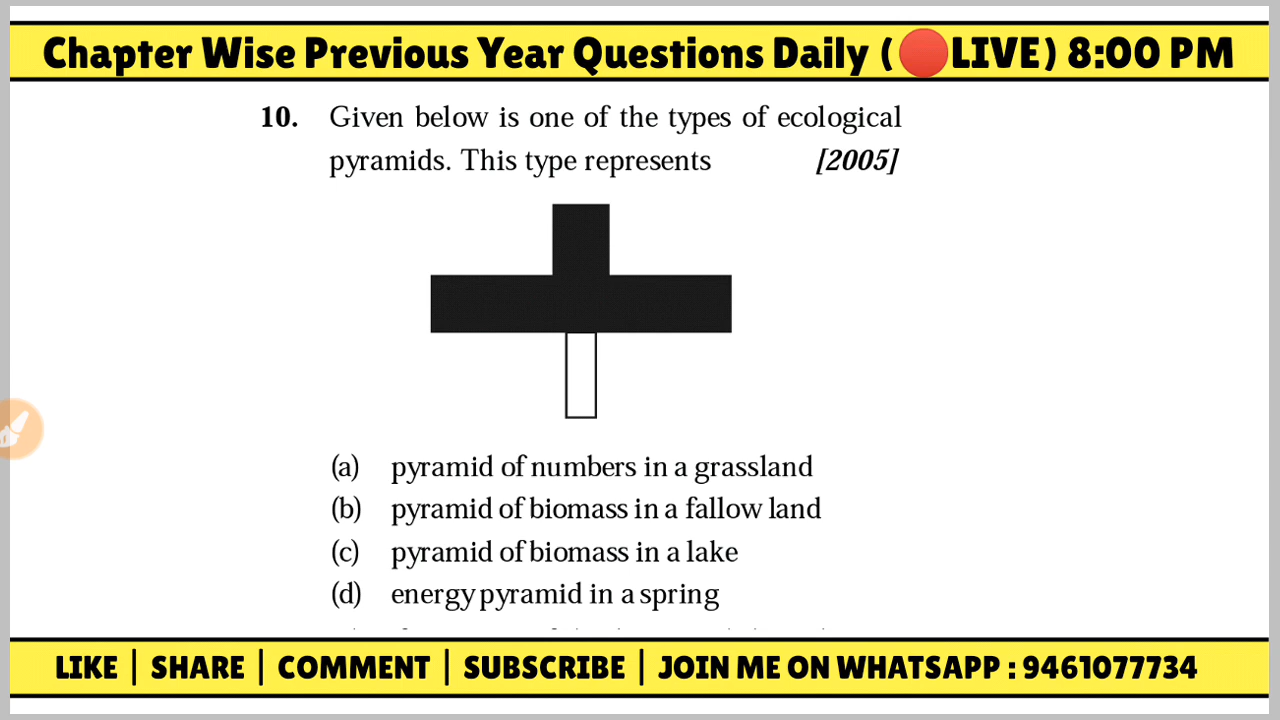 Chapter Wise Previous Year Questions Daily (🔴LIVE) 8:00 PM
10. Given below is one of the types of ecological
pyramids. This type represents [2005]
(a) pyramid of numbers in a grassland
(b) pyramid of biomass in a fallow land
(c) pyramid of biomass in a lake
(d) energy pyramid in a spring
LIKE | SHARE | COMMENT | SUBSCRIBE | JOIN ME ON WHATSAPP : 9461077734